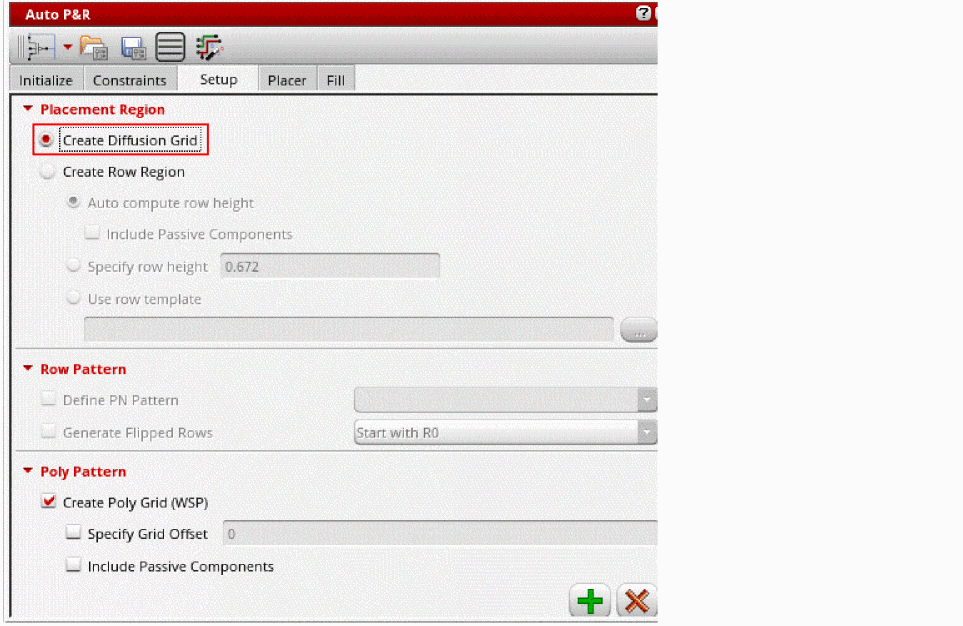 Auto P&R ?
Initialize Constraints Setup Placer Fill
Placement Region
Create Diffusion Grid
Create Row Region
Auto compute row height
Include Passive Components
Specify row height 0.672
Use row template
...
Row Pattern
Define PN Pattern
Generate Flipped Rows Start with R0
Poly Pattern
Create Poly Grid (WSP)
Specify Grid Offset 0
Include Passive Components